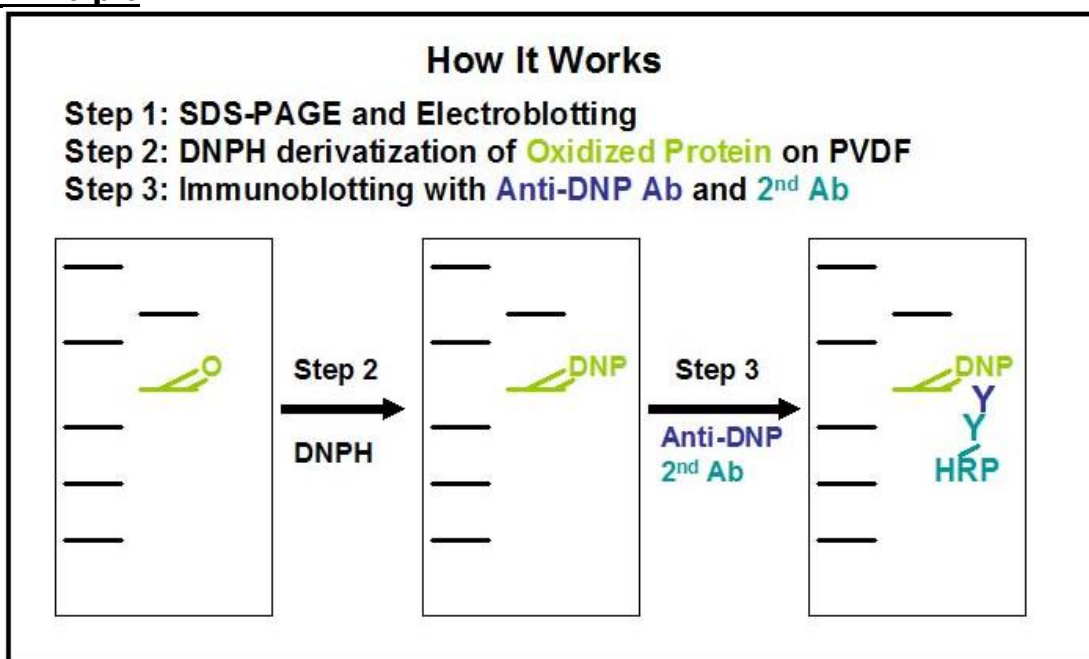 How It Works
Step 1: SDS-PAGE and Electroblotting
Step 2: DNPH derivatization of Oxidized Protein on PVDF
Step 3: Immunoblotting with Anti-DNP Ab and 2nd Ab
O
Step 2
DNPH
DNP
Step 3
Anti-DNP
2nd Ab
DNP
Y
Y
HRP